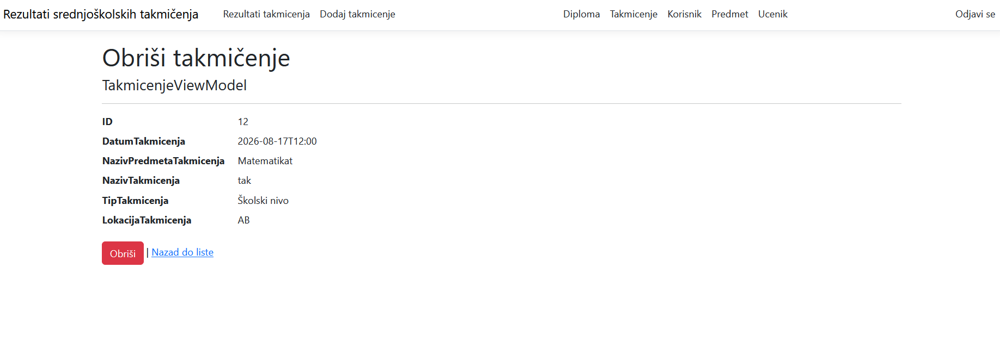 Rezultati srednjoškolskih takmičenja Rezultati takmicenja Dodaj takmicenje Diploma Takmicenje Korisnik Predmet Ucenik Odjavi se
Obriši takmičenje
TakmicenjeViewModel
ID 12
DatumTakmicenja 2026-08-17T12:00
NazivPredmetaTakmicenja Matematikat
NazivTakmicenja tak
TipTakmicenja Školski nivo
LokacijaTakmicenja AB
Obriši | Nazad do liste